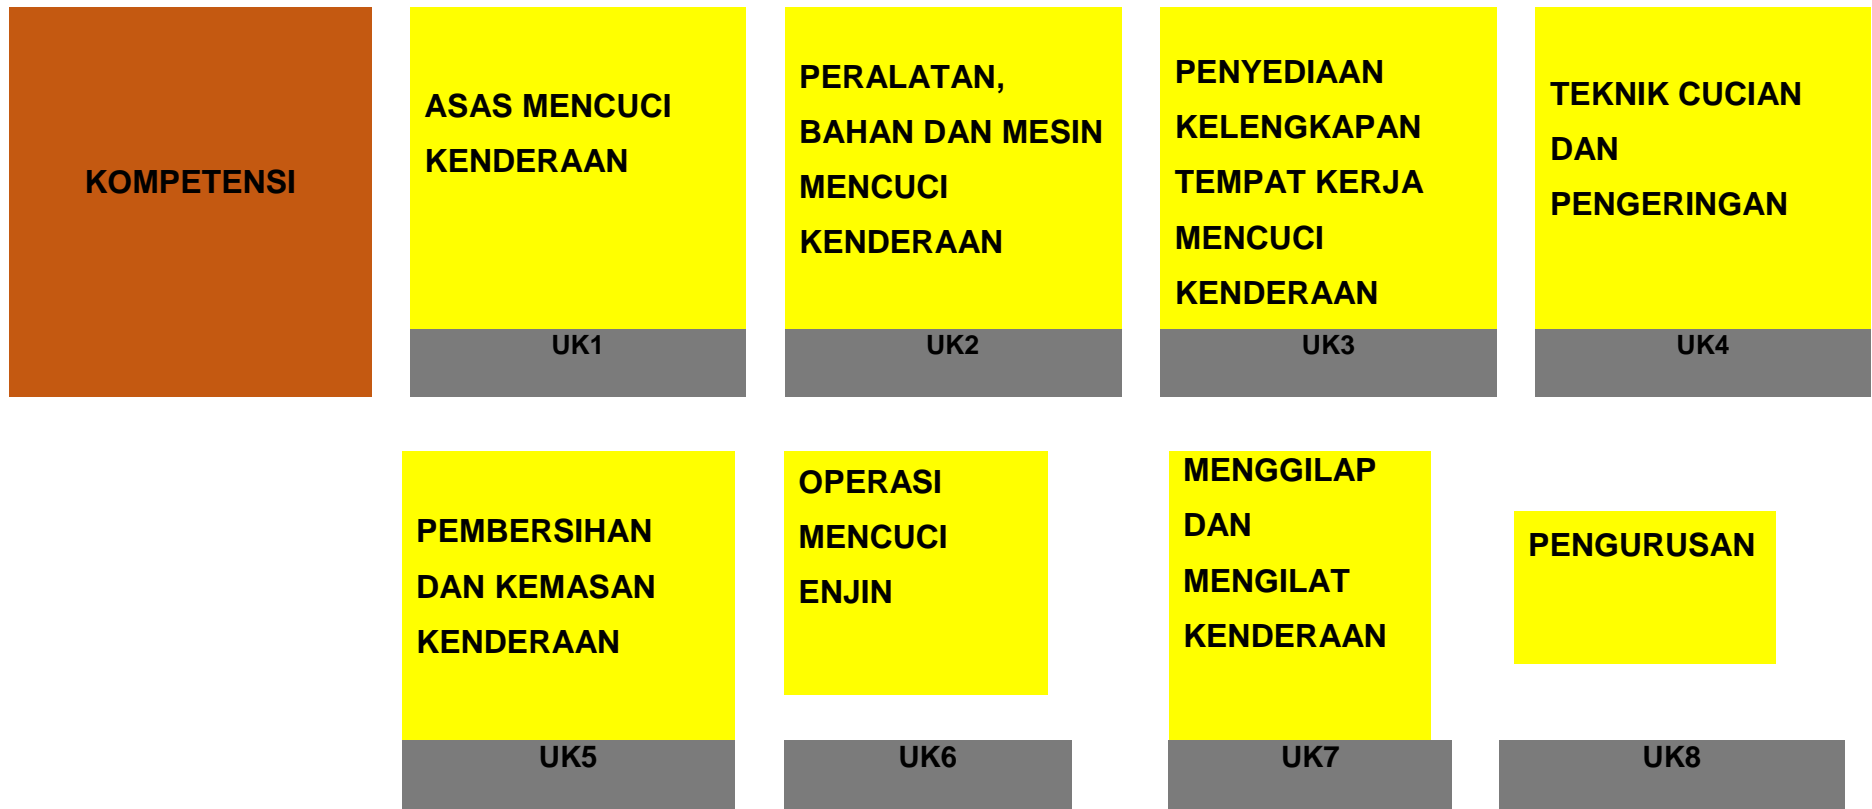 KOMPETENSI
ASAS MENCUCI
KENDERAAN
UK1
PERALATAN,
BAHAN DAN MESIN
MENCUCI
KENDERAAN
UK2
PENYEDIAAN
KELENGKAPAN
TEMPAT KERJA
MENCUCI
KENDERAAN
UK3
TEKNIK CUCIAN
DAN
PENGERINGAN
UK4
PEMBERSIHAN
DAN KEMASAN
KENDERAAN
UK5
OPERASI
MENCUCI
ENJIN
UK6
MENGGILAP
DAN
MENGILAT
KENDERAAN
UK7
PENGURUSAN
UK8